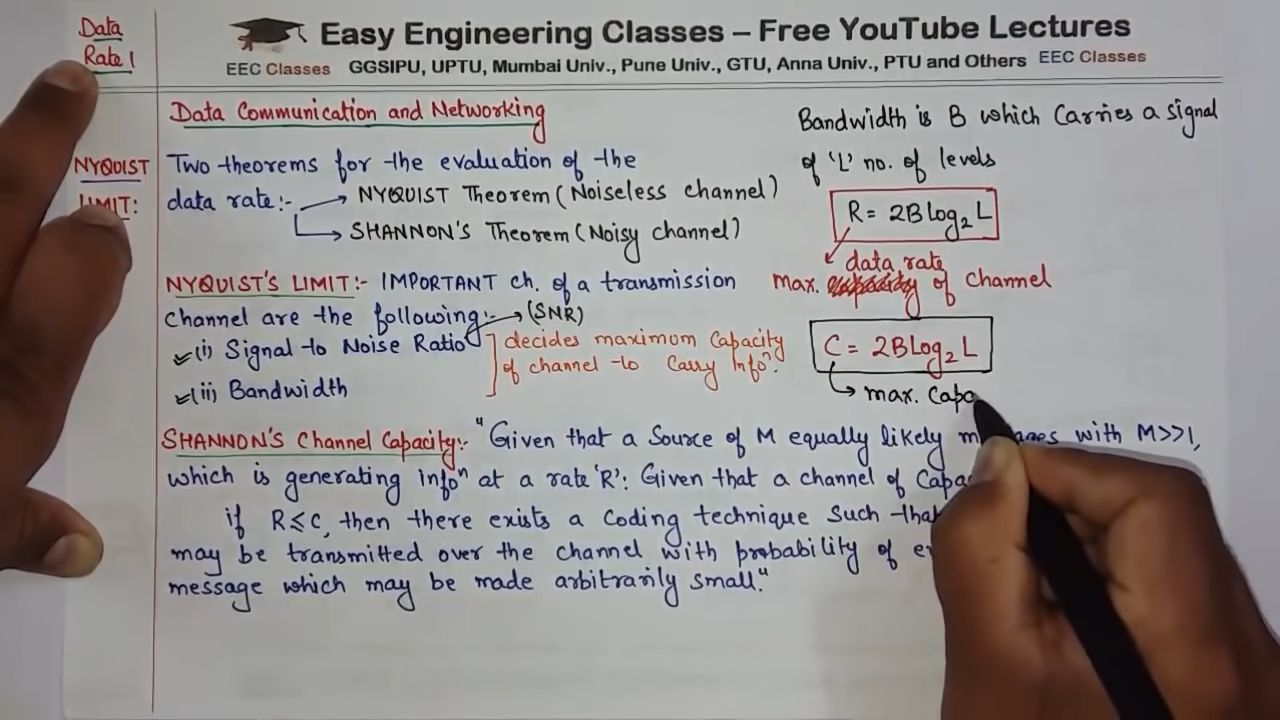 Data
Rate 1
Easy Engineering Classes – Free YouTube Lectures
EEC Classes GGSIPU, UPTU, Mumbai Univ., Pune Univ., GTU, Anna Univ., PTU and Others EEC Classes
Data Communication and Networking
NYQUIST
LIMIT:
Two theorems for the evaluation of the
data rate:-
NYQUIST Theorem (Noiseless channel)
SHANNON'S Theorem (Noisy channel)
NYQUIST'S LIMIT:- IMPORTANT ch. of a transmission
channel are the following:-
(i) Signal to Noise Ratio
(SNR)
(ii) Bandwidth
decides maximum capacity
of channel to carry infoⁿ.
Bandwidth is B which carries a signal
of 'L' no. of levels
R = 2B log₂ L
data rate
max. capacity of channel
C = 2B log₂ L
max. Capa
SHANNON'S Channel Capacity:- "Given that a source of M equally likely with M>>1,
which is generating infoⁿ at a rate 'R'. Given that a channel of
if R≤C, then there exists a coding technique such that
may be transmitted over the channel with probability of
message which may be made arbitrarily small"